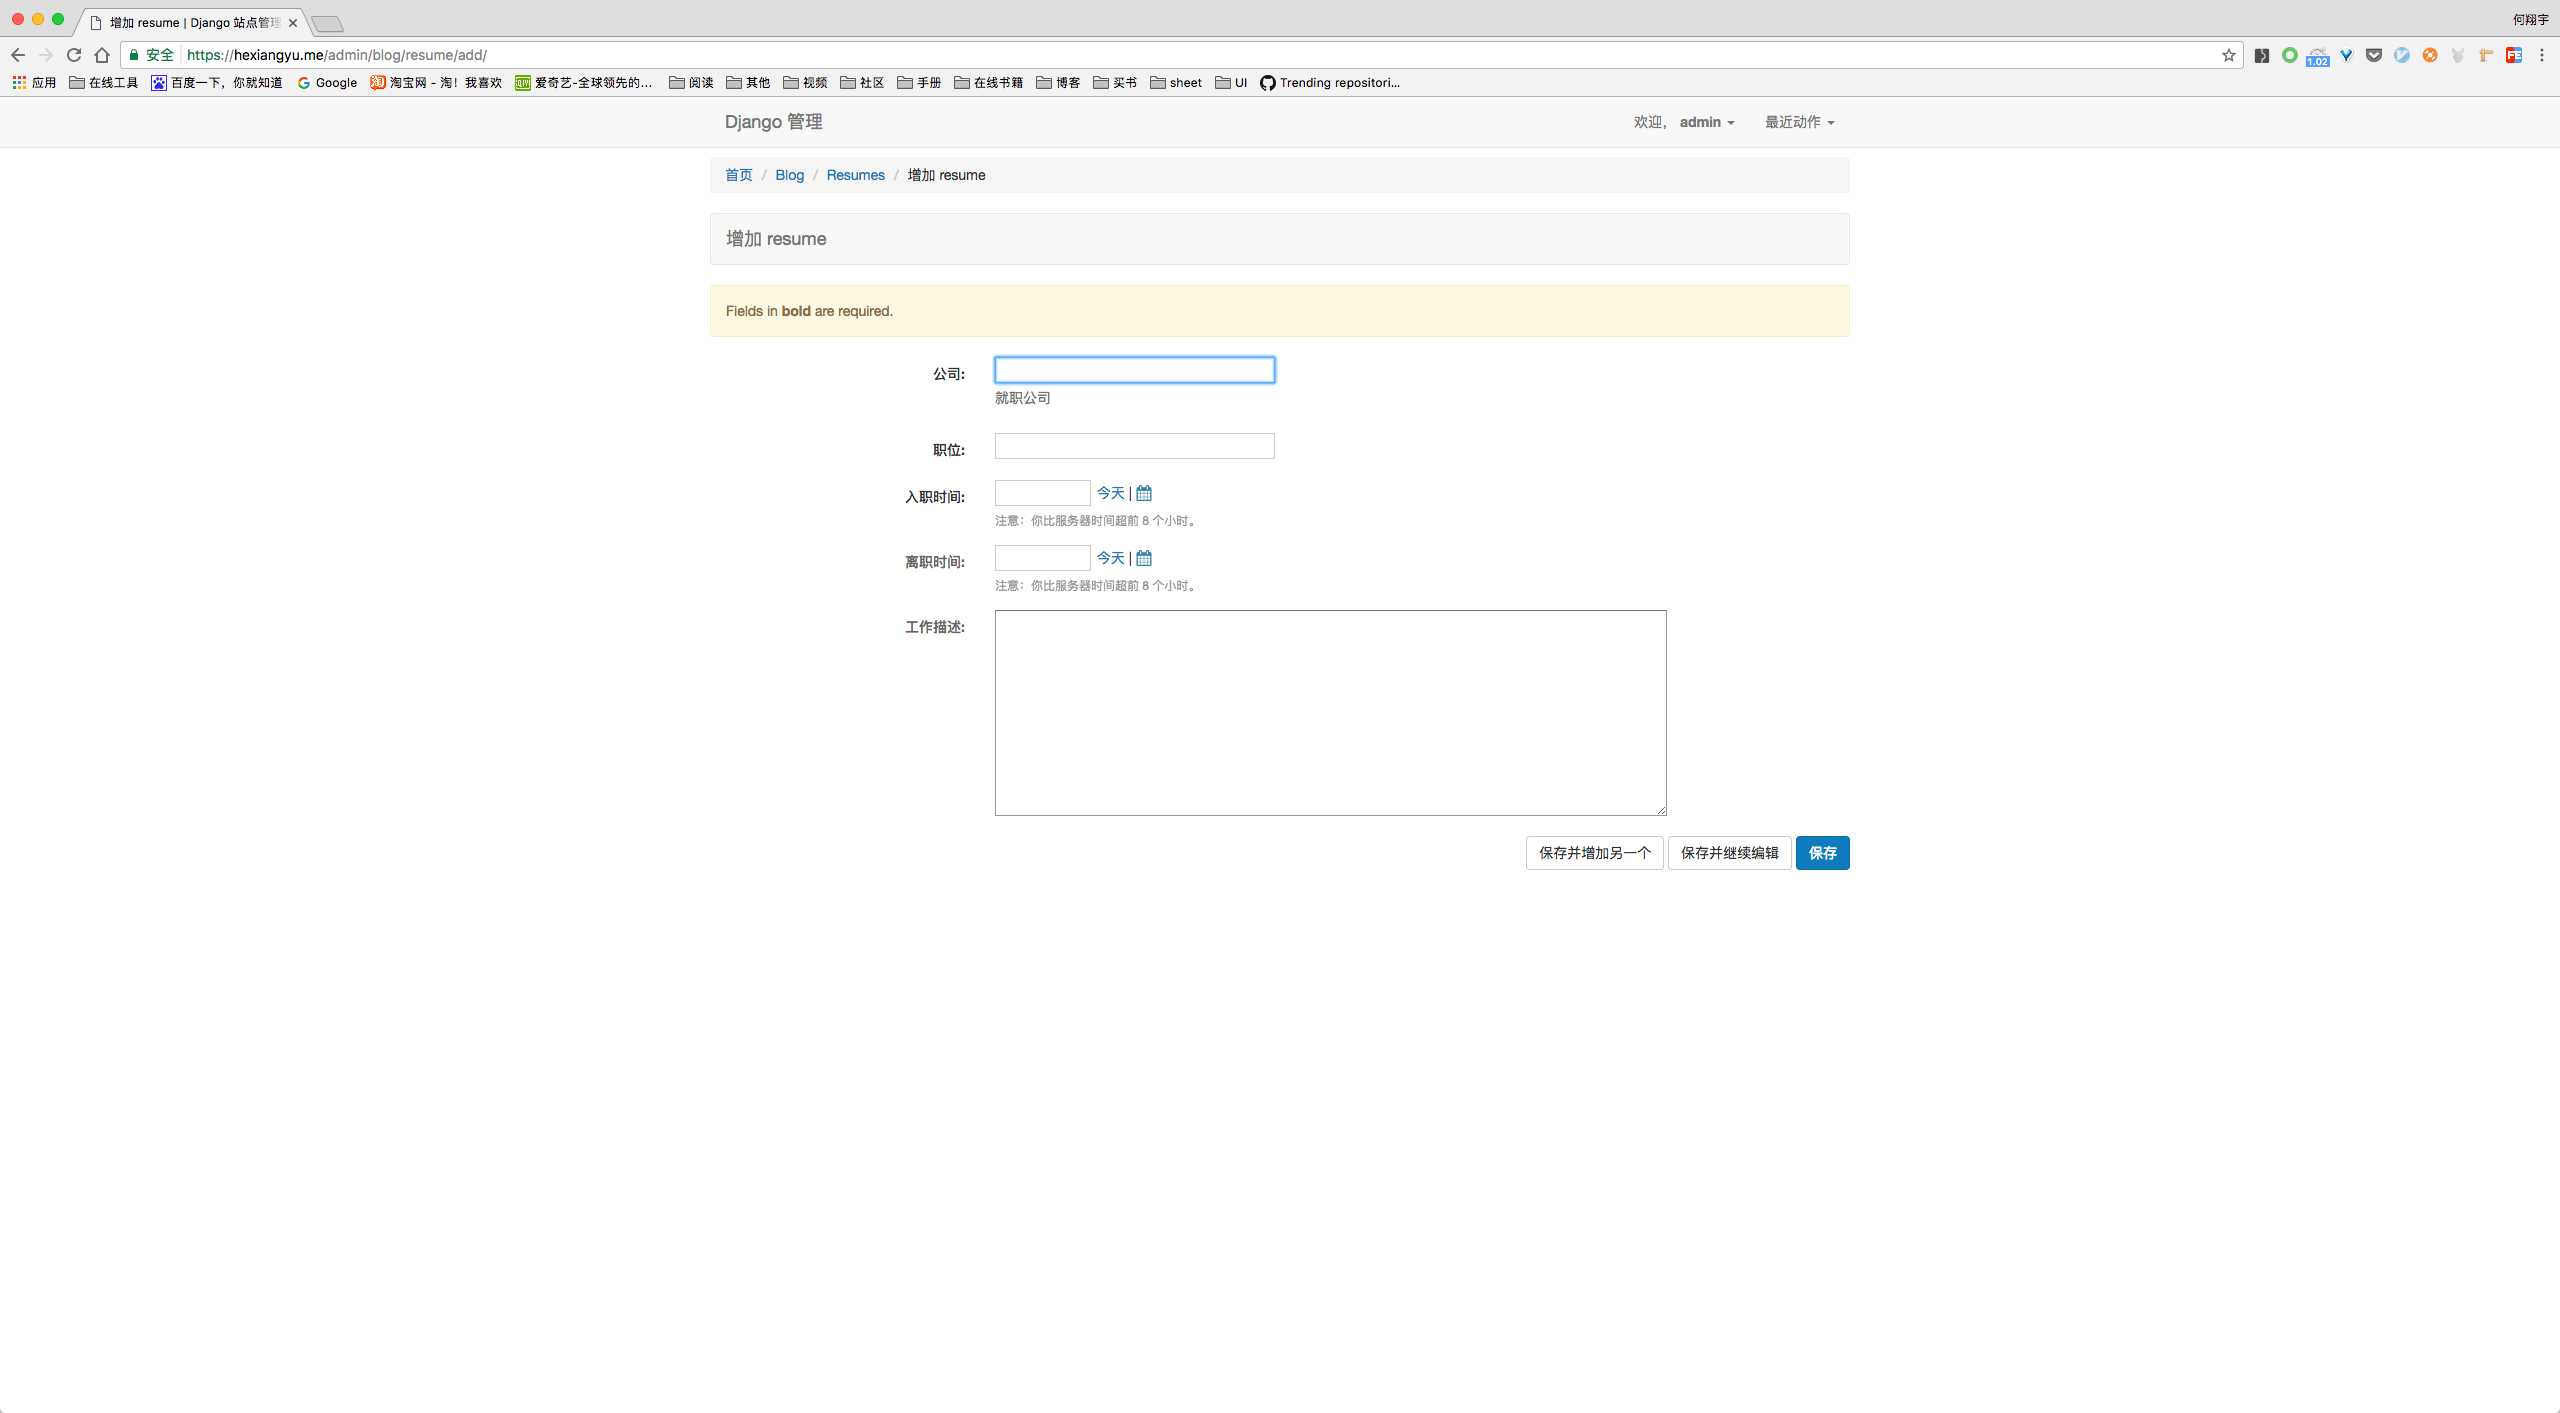 增加 resume | Django 站点管理
何翔宇
安全 https://hexiangyu.me/admin/blog/resume/add/
1.02
FE
应用 在线工具 百度一下，你就知道 Google 淘宝网 - 淘！我喜欢 爱奇艺-全球领先的... 阅读 其他 视频 社区 手册 在线书籍 博客 买书 sheet UI Trending repositori...
Django 管理 欢迎， admin 最近动作
首页 / Blog / Resumes / 增加 resume
增加 resume
Fields in bold are required.
公司:
就职公司
职位:
入职时间: 今天 |
注意：你比服务器时间超前 8 个小时。
离职时间: 今天 |
注意：你比服务器时间超前 8 个小时。
工作描述:
保存并增加另一个 保存并继续编辑 保存